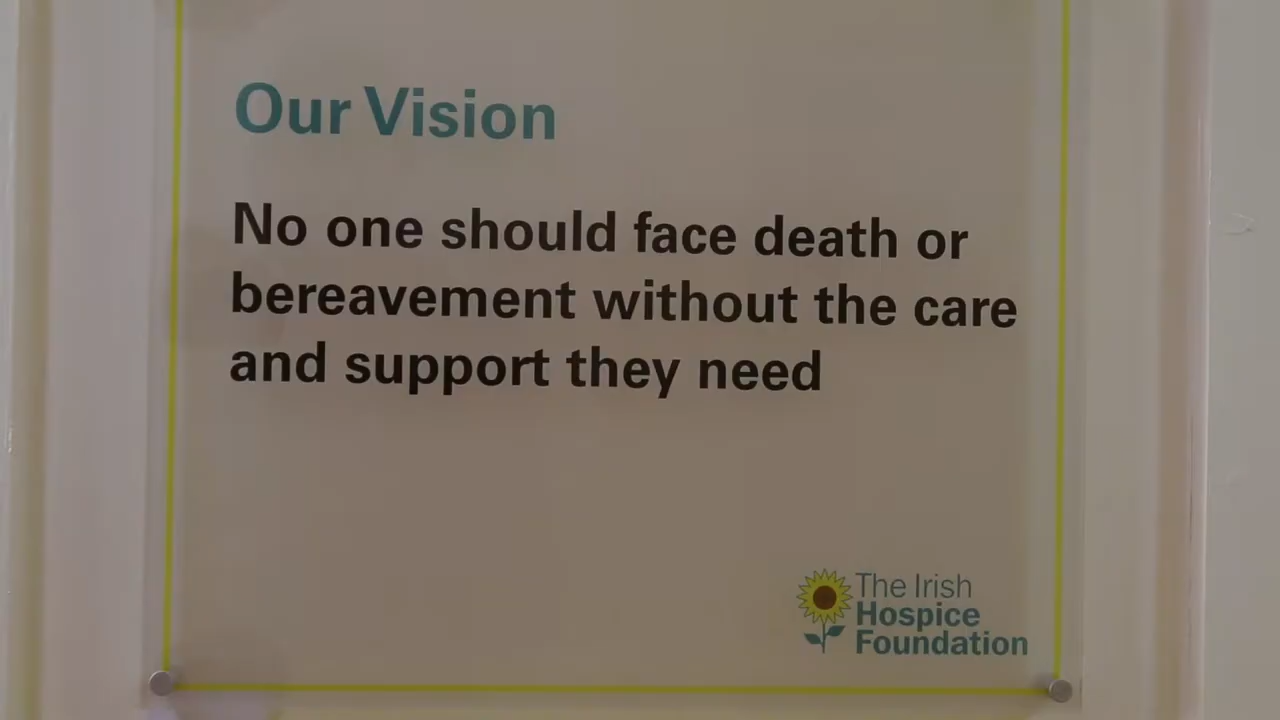 Our Vision
No one should face death or
bereavement without the care
and support they need
The Irish
Hospice
Foundation